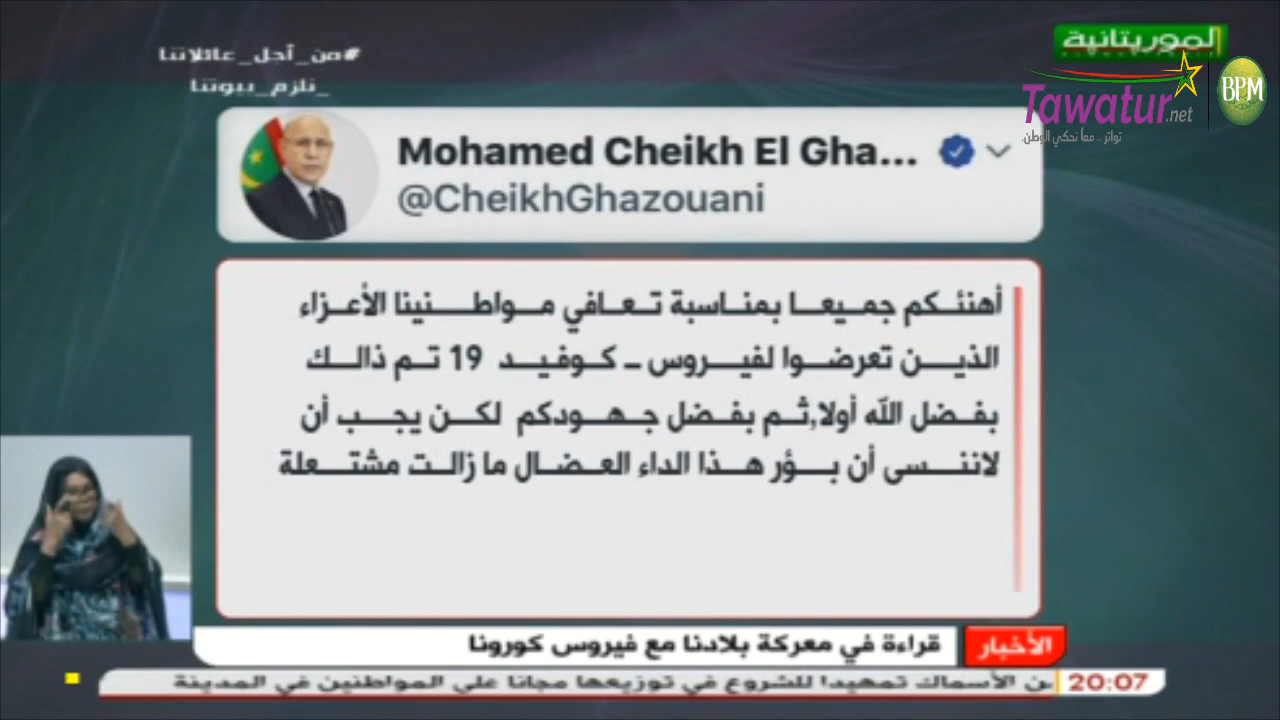 #من_أجل_عائلاتنا
_نلزم_بيوتنا
الموريتانية
Tawatur.net
تواتر .. معاً نحكي الوطن.
BPM
Mohamed Cheikh El Gha...
@CheikhGhazouani
أهنئكم جميعا بمناسبة تعافي مواطنينا الأعزاء
الذين تعرضوا لفيروس - كوفيد 19 تم ذالك
بفضل الله أولا,ثم بفضل جهودكم لكن يجب أن
لاننسى أن بؤر هذا الداء العضال ما زالت مشتعلة
الأخبار
قراءة في معركة بلادنا مع فيروس كورونا
20:07
ن الأسماك تمهيدا للشروع في توزيعها مجانا على المواطنين في المدينة